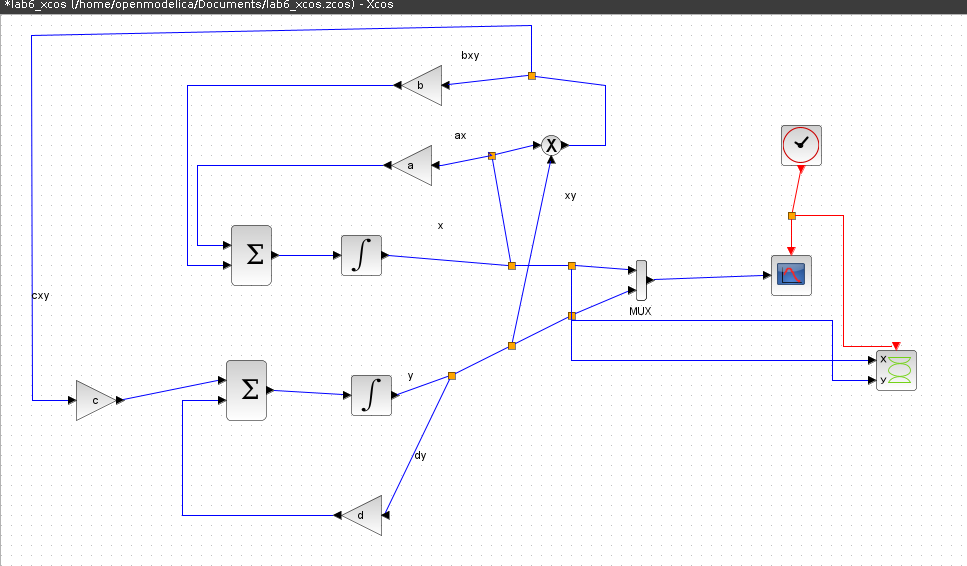 *lab6_xcos (/home/openmodelica/Documents/lab6_xcos.zcos) - Xcos
bxy
b
ax
a
X
xy
x
Σ
∫
cxy
MUX
X
y
y
c
Σ
∫
dy
d